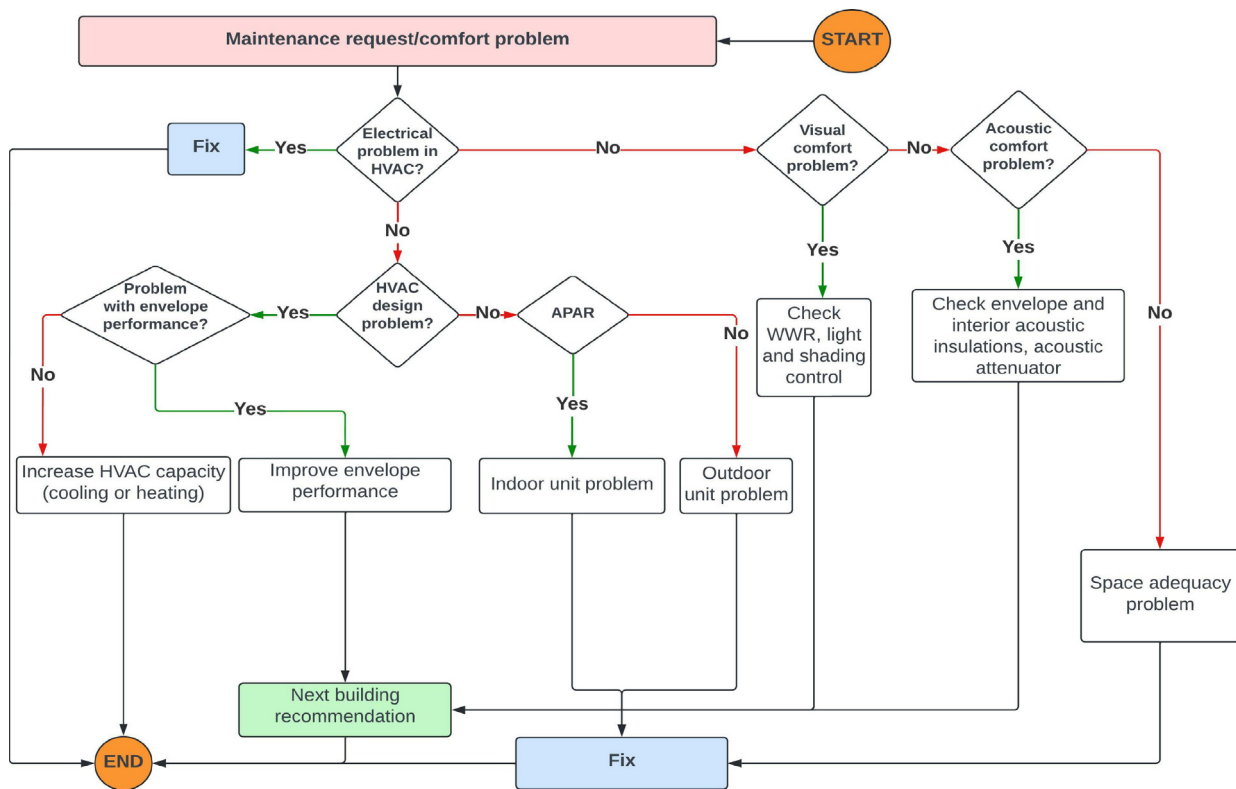 START
Maintenance request/comfort problem
Fix
Yes
Electrical
problem in
HVAC?
No
Visual
comfort
problem?
No
Acoustic
comfort
problem?
No
Yes
Yes
Problem
with envelope
performance?
Yes
HVAC
design
problem?
No
APAR
No
Check
WWR, light
and shading
control
Check envelope and
interior acoustic
insulations, acoustic
attenuator
No
No
Yes
Yes
Increase HVAC capacity
(cooling or heating)
Improve envelope
performance
Indoor unit problem
Outdoor
unit problem
Space adequacy
problem
Next building
recommendation
END
Fix